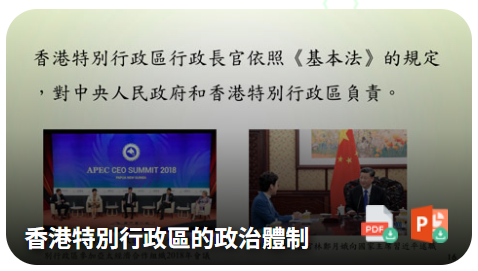 香港特別行政區行政長官依照《基本法》的規定
，對中央人民政府和香港特別行政區負責。
APEC CEO SUMMIT 2018
香港特別行政區的政治體制
PDF
P